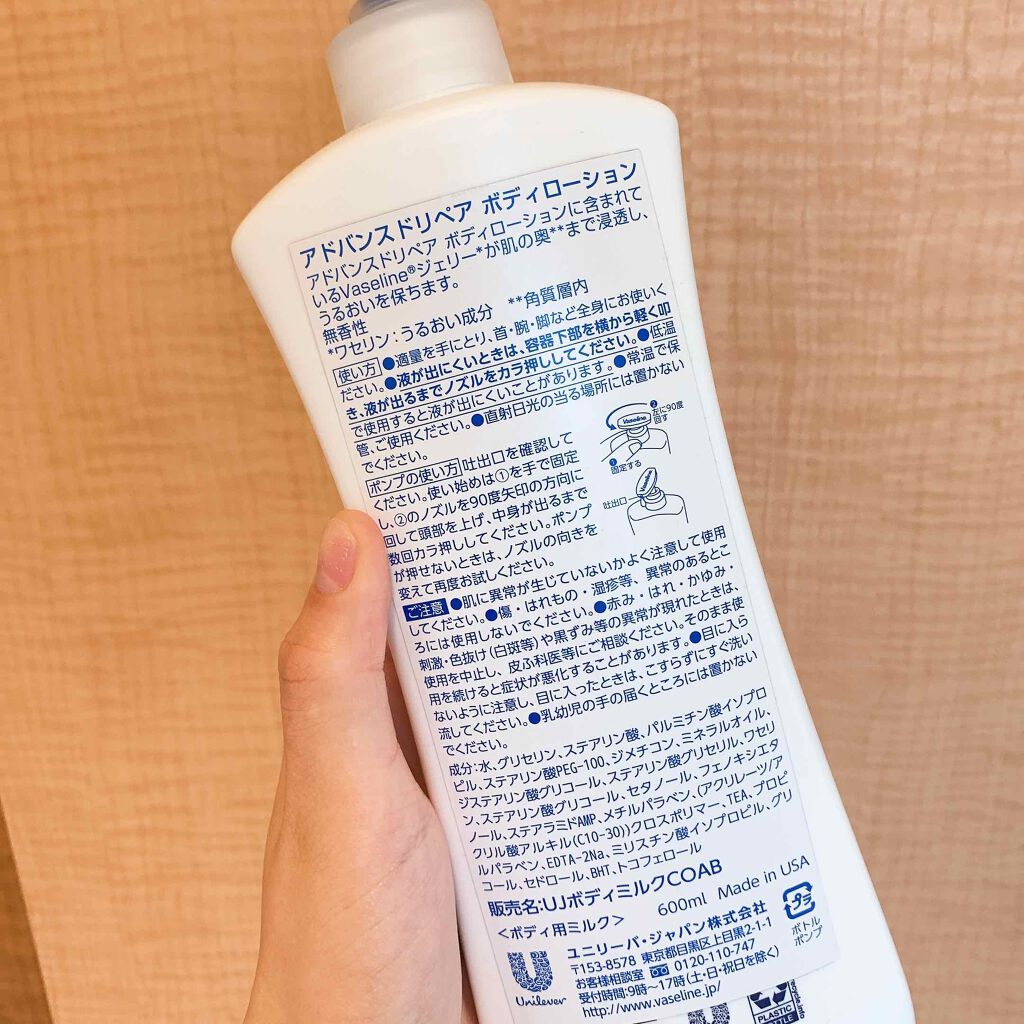 アドバンスドリペア ボディローション
アドバンスドリペア ボディローションに含まれて
いるVaseline®ジェリー*が肌の奥**まで浸透し、
うるおいを保ちます。
無香性
*ワセリン：うるおい成分 **角質層内
使い方 ●適量を手にとり、首・腕・脚など全身にお使いく
ださい。●液が出にくいときは、容器下部を横から軽く叩
き、液が出るまでノズルをカラ押ししてください。●低温
で使用すると液が出にくいことがあります。●常温で保
管、ご使用ください。●直射日光の当る場所には置かない
でください。
ポンプの使い方 吐出口を確認して
ください。使い始めは①を手で固定
し、②のノズルを90度矢印の方向に
回して頭部を上げ、中身が出るまで
数回カラ押ししてください。ポンプ
が押せないときは、ノズルの向きを
変えて再度お試しください。
②左に90度
回す
Vaseline
①固定する
吐出口
ご注意 ●肌に異常が生じていないかよく注意して使用
してください。●傷・はれもの・湿疹等、異常のあるとこ
ろには使用しないでください。●赤み・はれ・かゆみ・
刺激・色抜け(白斑等)や黒ずみ等の異常が現れたときは、
使用を中止し、皮ふ科医等にご相談ください。そのまま使
用を続けると症状が悪化することがあります。●目に入ら
ないように注意し、目に入ったときは、こすらずにすぐ洗い
流してください。●乳幼児の手の届くところには置かない
でください。
成分：水、グリセリン、ステアリン酸、パルミチン酸イソプロ
ピル、ステアリン酸PEG-100、ジメチコン、ミネラルオイル、
ジステアリン酸グリコール、ステアリン酸グリセリル、ワセリ
ン、ステアリン酸グリコール、セタノール、フェノキシエタ
ノール、ステアラミドAMP、メチルパラベン、(アクリレーツ/ア
クリル酸アルキル(C10-30))クロスポリマー、TEA、プロピ
ルパラベン、EDTA-2Na、ミリスチン酸イソプロピル、グリ
コール、セドロール、BHT、トコフェロール
販売名：UJボディミルクCOAB
<ボディ用ミルク> 600ml Made in USA
Unilever
ユニリーバ・ジャパン株式会社
〒153-8578 東京都目黒区上目黒2-1-1
お客様相談室 0120-110-747
受付時間:9時～17時(土・日・祝日を除く)
http://www.vaseline.jp/
プラ
ボトル
ポンプ
PLASTIC